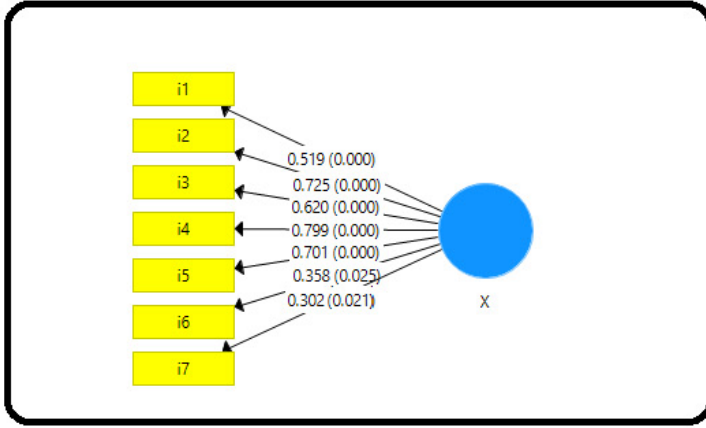 i1
i2
i3
i4
i5
i6
i7
0.519 (0.000)
0.725 (0.000)
0.620 (0.000)
0.799 (0.000)
0.701 (0.000)
0.358 (0.025)
0.302 (0.021)
X